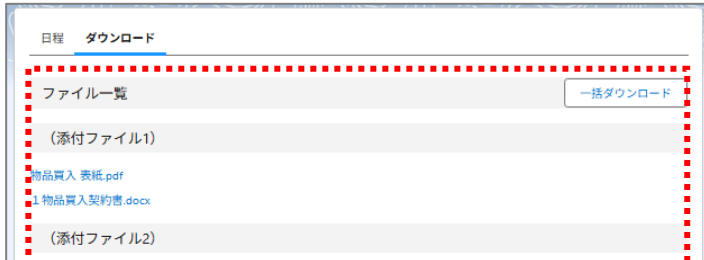 日程 ダウンロード
ファイル一覧 一括ダウンロード
（添付ファイル1）
物品買入 表紙.pdf
１物品買入契約書.docx
（添付ファイル2）